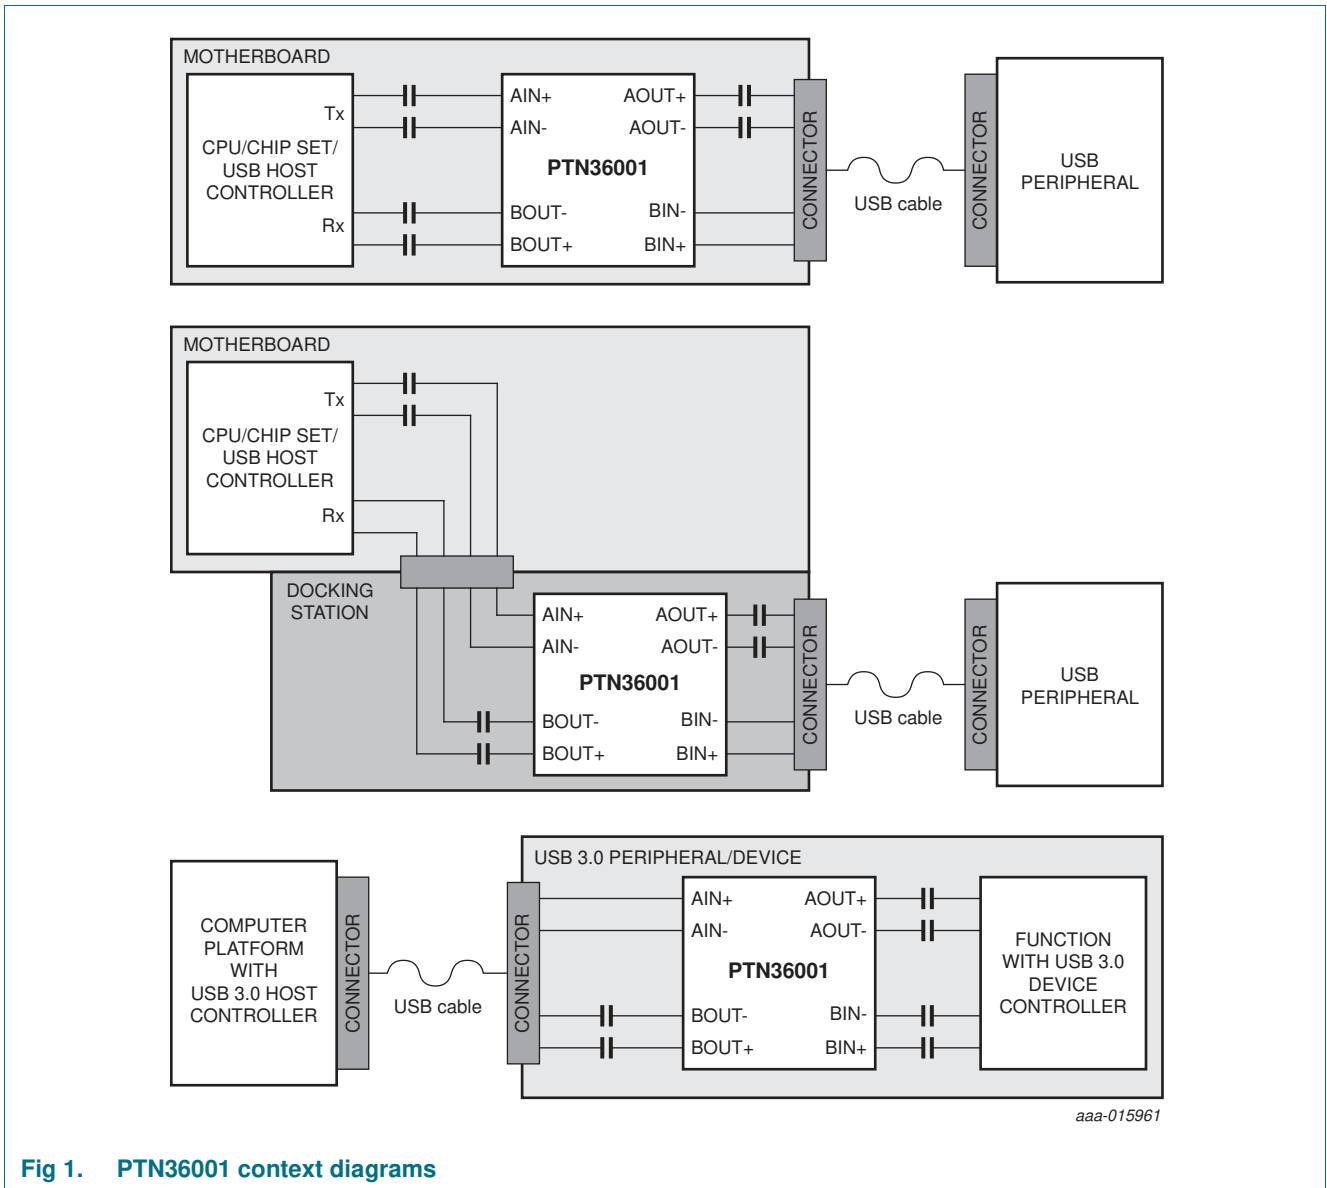 MOTHERBOARD
Tx
CPU/CHIP SET/
USB HOST
CONTROLLER
Rx
AIN+
AOUT+
AIN-
AOUT-
PTN36001
BOUT-
BIN-
BOUT+
BIN+
CONNECTOR
USB cable
CONNECTOR
USB
PERIPHERAL
MOTHERBOARD
Tx
CPU/CHIP SET/
USB HOST
CONTROLLER
Rx
DOCKING
STATION
AIN+
AOUT+
AIN-
AOUT-
PTN36001
BOUT-
BIN-
BOUT+
BIN+
CONNECTOR
USB cable
CONNECTOR
USB
PERIPHERAL
COMPUTER
PLATFORM
WITH
USB 3.0 HOST
CONTROLLER
CONNECTOR
USB cable
CONNECTOR
USB 3.0 PERIPHERAL/DEVICE
AIN+
AOUT+
AIN-
AOUT-
PTN36001
BOUT-
BIN-
BOUT+
BIN+
FUNCTION
WITH USB 3.0
DEVICE
CONTROLLER
aaa-015961
Fig 1. PTN36001 context diagrams